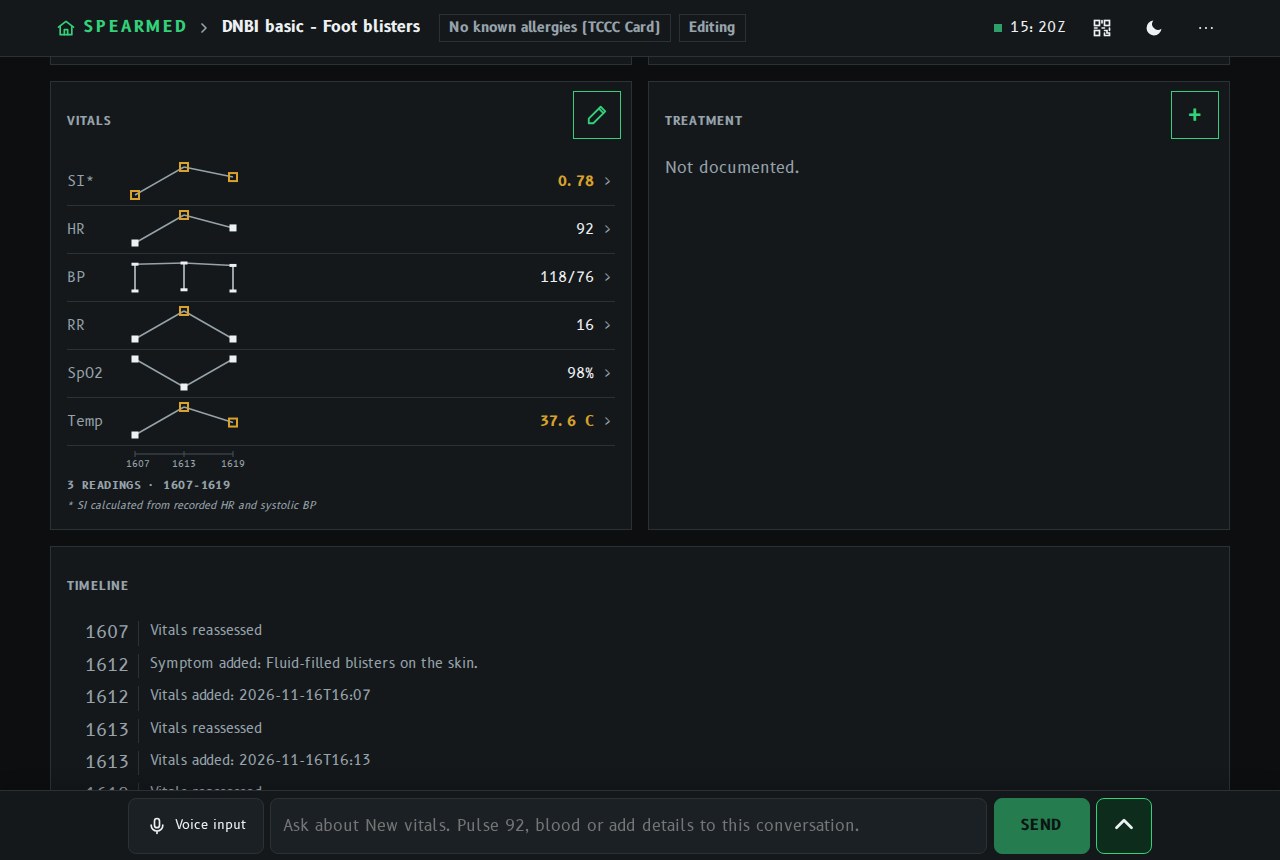 SPEARMED > DNBI basic - Foot blisters No known allergies [TCCC Card] Editing 15:20Z ...
VITALS
SI* 0.78 >
HR 92 >
BP 118/76 >
RR 16 >
SpO2 98% >
Temp 37.6 C >
1607 1613 1619
3 READINGS · 1607-1619
* SI calculated from recorded HR and systolic BP
TREATMENT +
Not documented.
TIMELINE
1607 Vitals reassessed
1612 Symptom added: Fluid-filled blisters on the skin.
1612 Vitals added: 2026-11-16T16:07
1613 Vitals reassessed
1613 Vitals added: 2026-11-16T16:13
Voice input Ask about New vitals. Pulse 92, blood or add details to this conversation. SEND